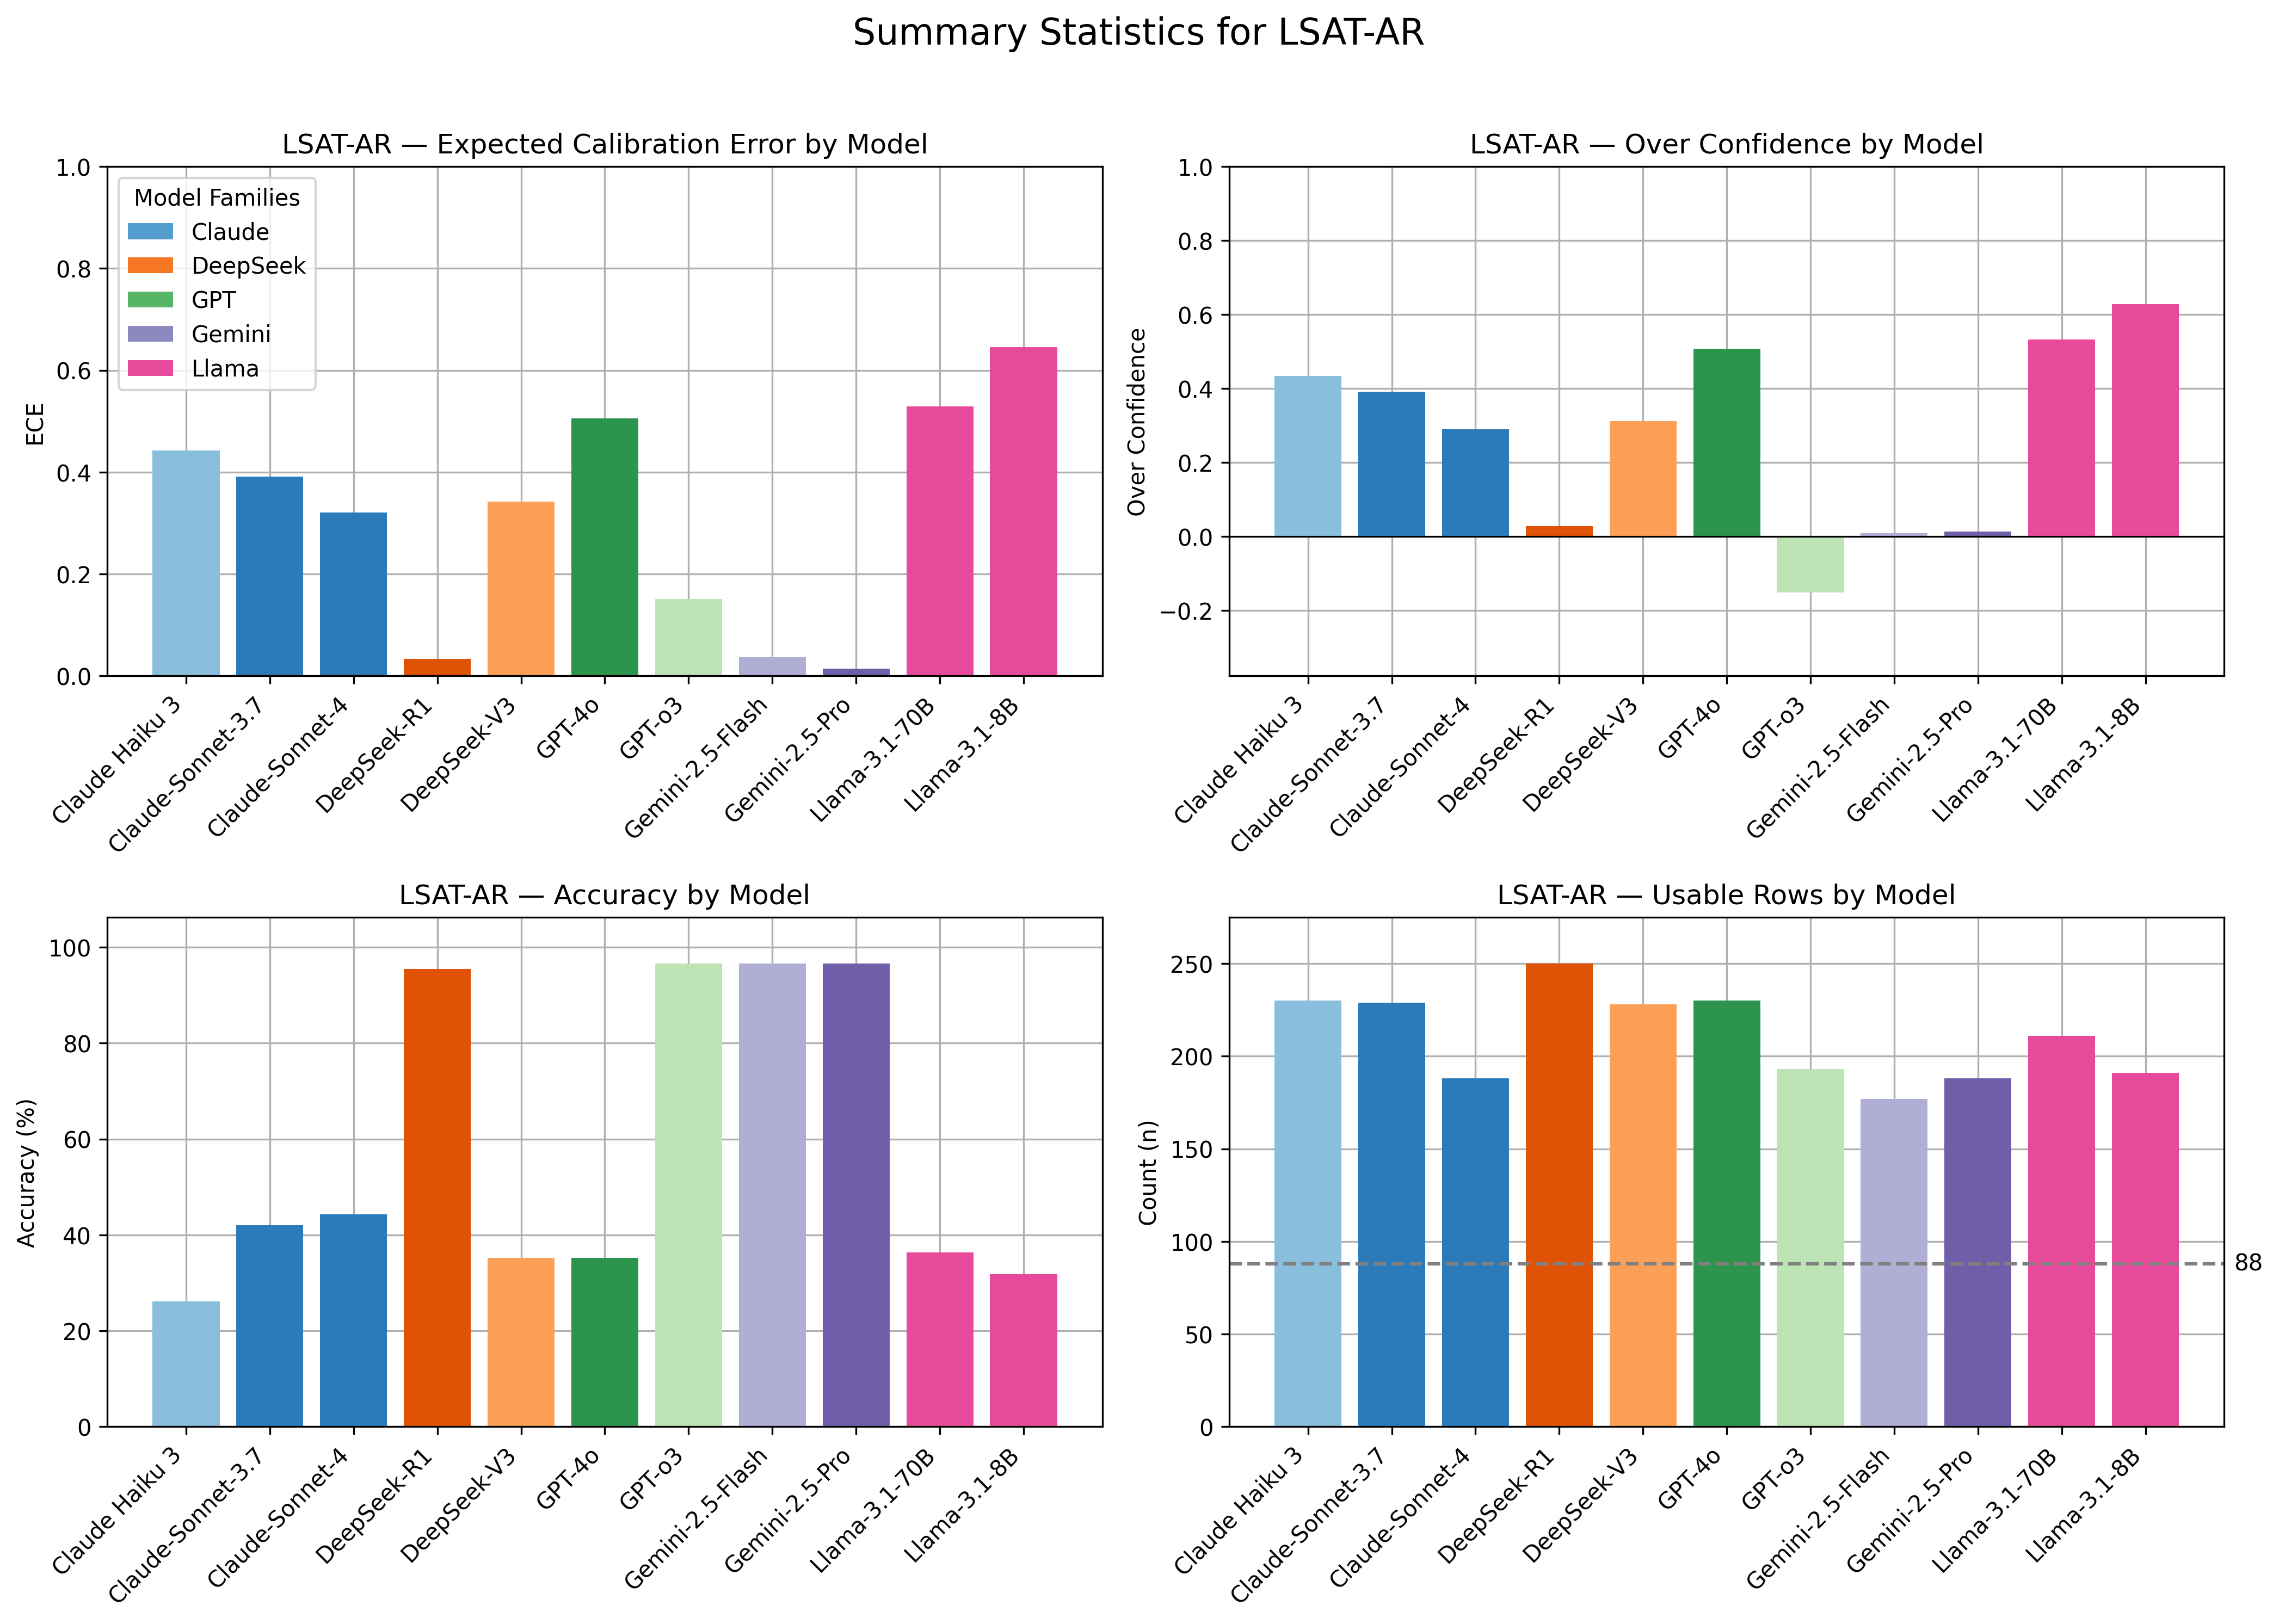 Summary Statistics for LSAT-AR
LSAT-AR — Expected Calibration Error by Model
1.0
0.8
0.6
0.4
0.2
0.0
ECE
Model Families
Claude
DeepSeek
GPT
Gemini
Llama
Claude Haiku 3
Claude-Sonnet-3.7
Claude-Sonnet-4
DeepSeek-R1
DeepSeek-V3
GPT-4o
GPT-o3
Gemini-2.5-Flash
Gemini-2.5-Pro
Llama-3.1-70B
Llama-3.1-8B
LSAT-AR — Over Confidence by Model
1.0
0.8
0.6
0.4
0.2
0.0
−0.2
Over Confidence
Claude Haiku 3
Claude-Sonnet-3.7
Claude-Sonnet-4
DeepSeek-R1
DeepSeek-V3
GPT-4o
GPT-o3
Gemini-2.5-Flash
Gemini-2.5-Pro
Llama-3.1-70B
Llama-3.1-8B
LSAT-AR — Accuracy by Model
100
80
60
40
20
0
Accuracy (%)
Claude Haiku 3
Claude-Sonnet-3.7
Claude-Sonnet-4
DeepSeek-R1
DeepSeek-V3
GPT-4o
GPT-o3
Gemini-2.5-Flash
Gemini-2.5-Pro
Llama-3.1-70B
Llama-3.1-8B
LSAT-AR — Usable Rows by Model
250
200
150
100
50
0
Count (n)
88
Claude Haiku 3
Claude-Sonnet-3.7
Claude-Sonnet-4
DeepSeek-R1
DeepSeek-V3
GPT-4o
GPT-o3
Gemini-2.5-Flash
Gemini-2.5-Pro
Llama-3.1-70B
Llama-3.1-8B